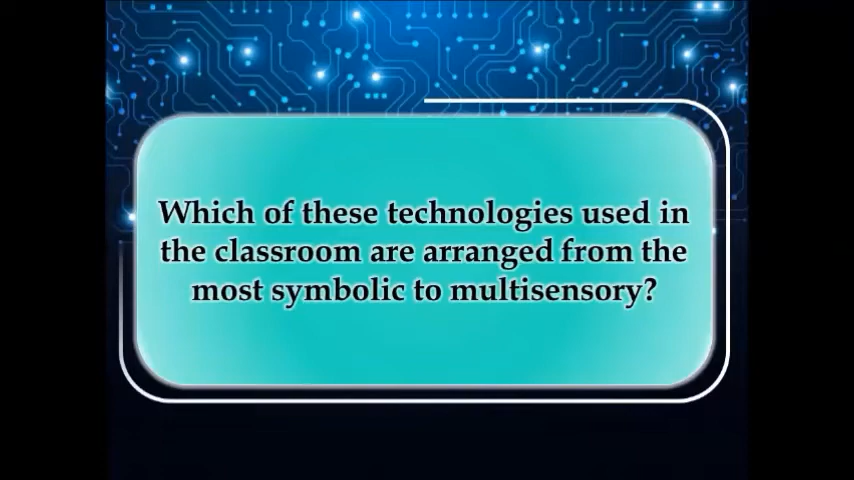 Which of these technologies used in
the classroom are arranged from the
most symbolic to multisensory?